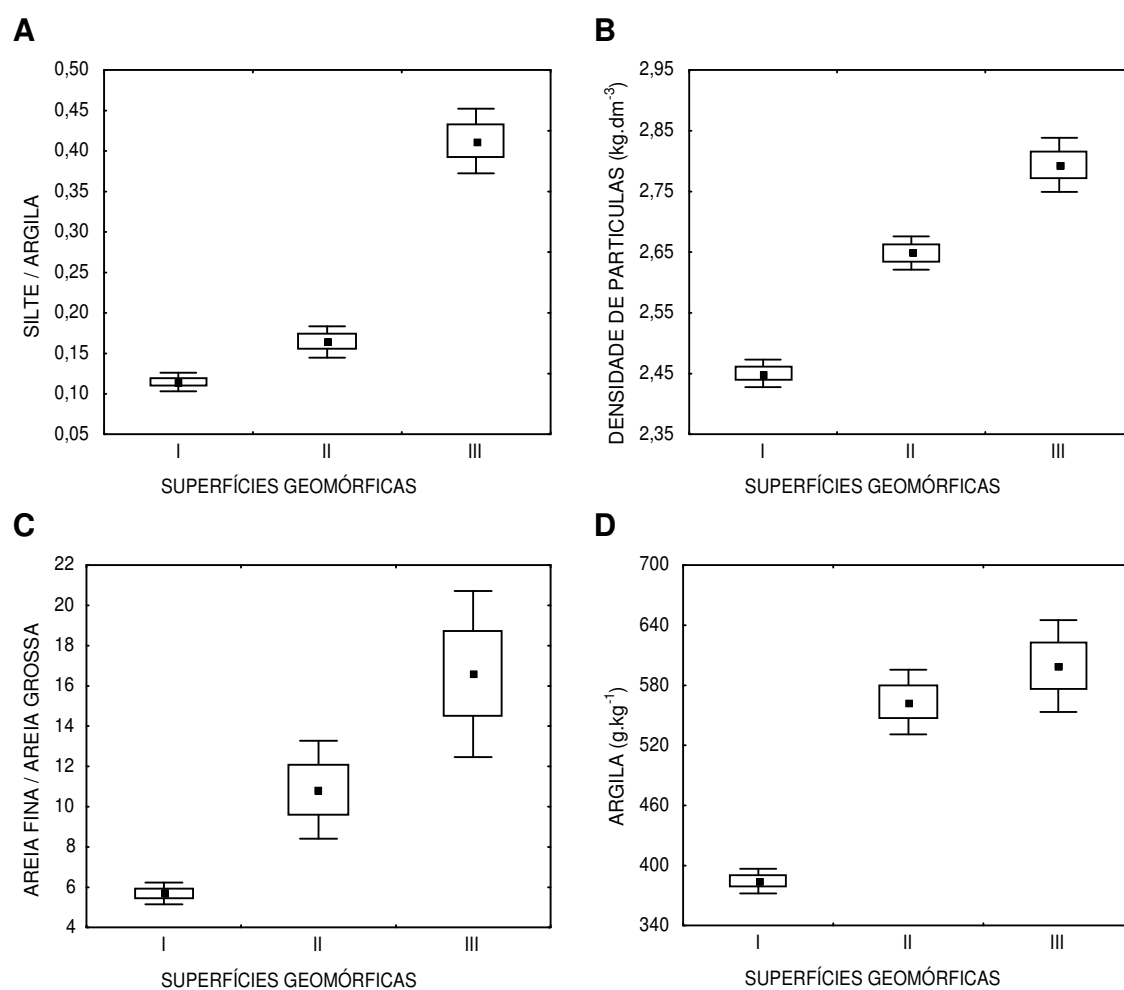 A
SILTE / ARGILA
0,50
0,45
0,40
0,35
0,30
0,25
0,20
0,15
0,10
0,05
I II III
SUPERFÍCIES GEOMÓRFICAS
B
DENSIDADE DE PARTICULAS (kg.dm-3)
2,95
2,85
2,75
2,65
2,55
2,45
2,35
I II III
SUPERFÍCIES GEOMÓRFICAS
C
AREIA FINA / AREIA GROSSA
22
20
18
16
14
12
10
8
6
4
I II III
SUPERFÍCIES GEOMÓRFICAS
D
ARGILA (g.kg-1)
700
640
580
520
460
400
340
I II III
SUPERFÍCIES GEOMÓRFICAS